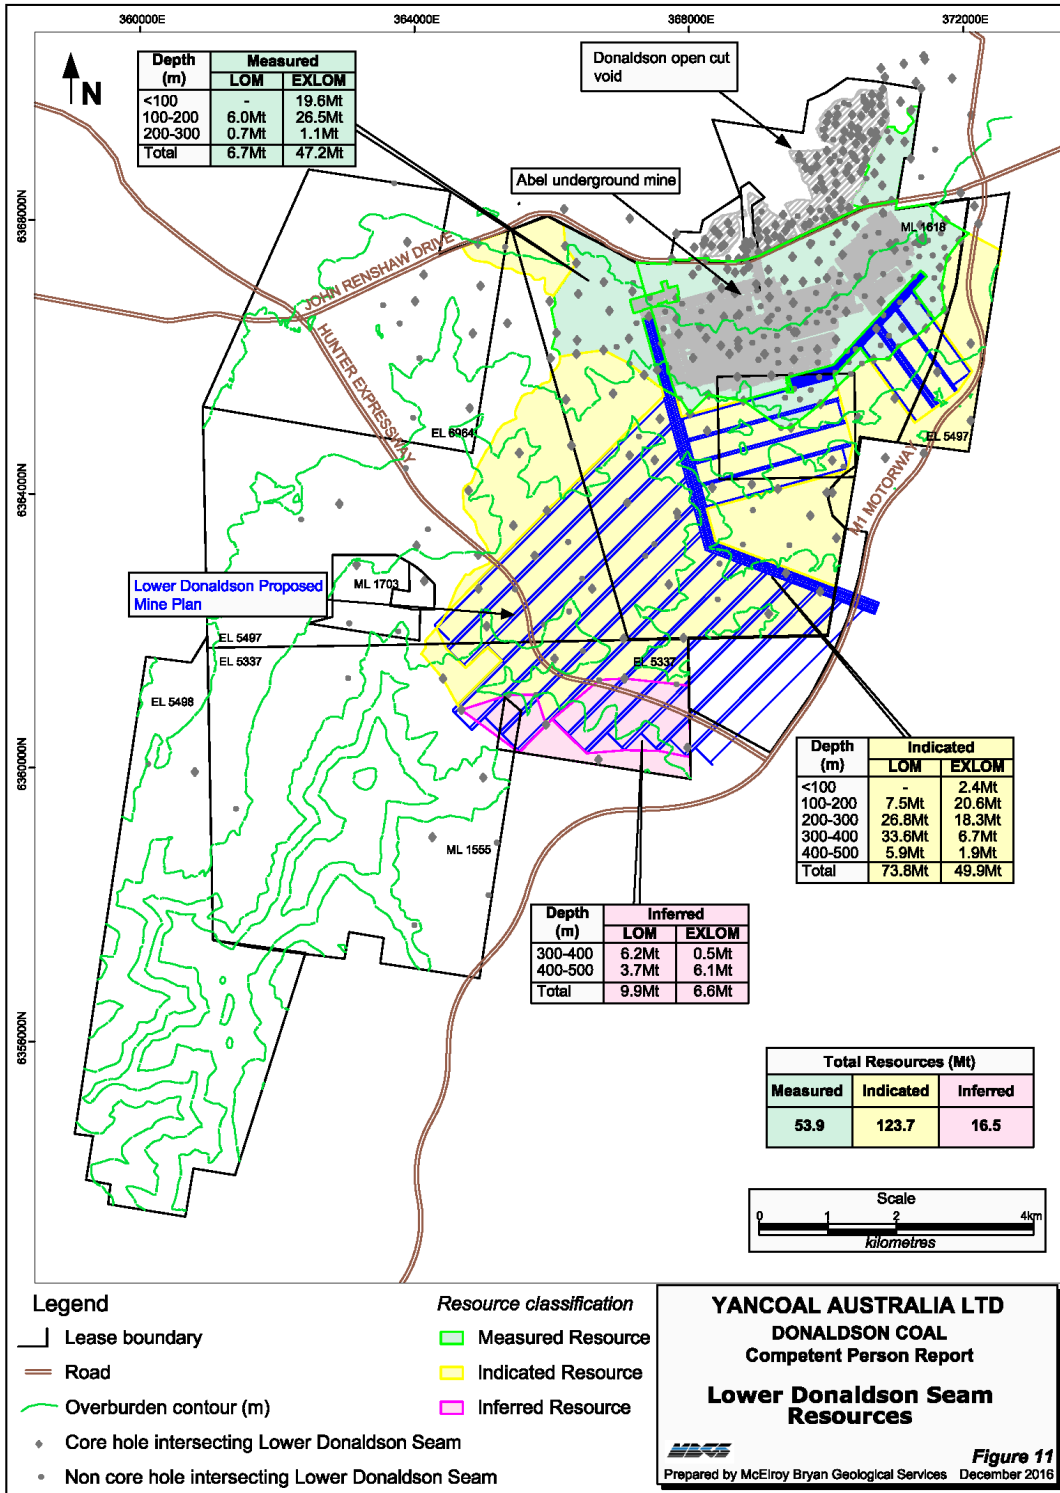 360000E 364000E 368000E 372000E
6368000N
6364000N
6360000N
6356000N
N
Depth (m) Measured
LOM EXLOM
<100 - 19.6Mt
100-200 6.0Mt 26.5Mt
200-300 0.7Mt 1.1Mt
Total 6.7Mt 47.2Mt
Donaldson open cut
void
Abel underground mine
ML 1618
JOHN RENSHAW DRIVE
HUNTER EXPRESSWAY
EL 6964
EL 5497
M1 MOTORWAY
Lower Donaldson Proposed
Mine Plan
ML 1703
EL 5497
EL 5337
EL 5337
EL 5498
ML 1555
Depth (m) Indicated
LOM EXLOM
<100 - 2.4Mt
100-200 7.5Mt 20.6Mt
200-300 26.8Mt 18.3Mt
300-400 33.6Mt 6.7Mt
400-500 5.9Mt 1.9Mt
Total 73.8Mt 49.9Mt
Depth (m) Inferred
LOM EXLOM
300-400 6.2Mt 0.5Mt
400-500 3.7Mt 6.1Mt
Total 9.9Mt 6.6Mt
Total Resources (Mt)
Measured Indicated Inferred
53.9 123.7 16.5
Scale
0 1 2 4km
kilometres
Legend
Lease boundary
Road
Overburden contour (m)
Core hole intersecting Lower Donaldson Seam
Non core hole intersecting Lower Donaldson Seam
Resource classification
Measured Resource
Indicated Resource
Inferred Resource
YANCOAL AUSTRALIA LTD
DONALDSON COAL
Competent Person Report
Lower Donaldson Seam
Resources
MBGS
Figure 11
Prepared by McElroy Bryan Geological Services December 2016